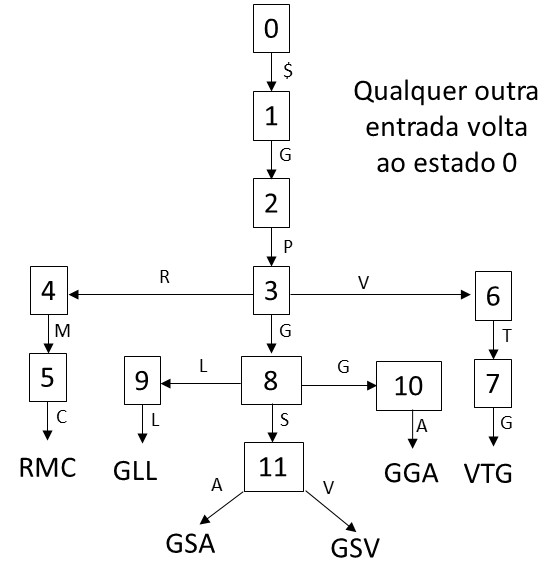 0
$
Qualquer outra
entrada volta
ao estado 0
1
G
2
P
R
V
4
3
6
M
G
T
L
G
5
9
8
10
7
C
L
S
A
G
RMC
GLL
11
GGA
VTG
A
V
GSA
GSV